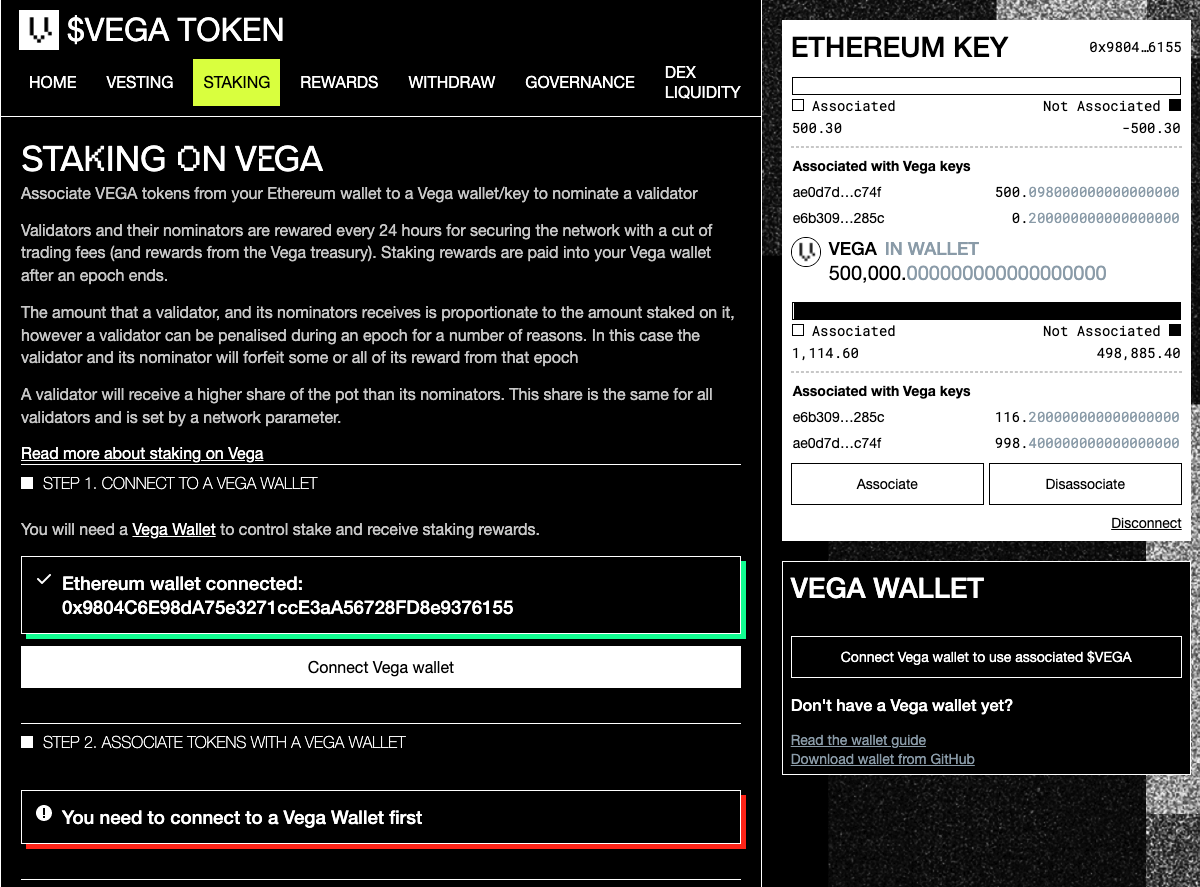 $VEGA TOKEN
HOME VESTING STAKING REWARDS WITHDRAW GOVERNANCE DEX
LIQUIDITY
STAKING ON VEGA
Associate VEGA tokens from your Ethereum wallet to a Vega wallet/key to nominate a validator
Validators and their nominators are rewared every 24 hours for securing the network with a cut of
trading fees (and rewards from the Vega treasury). Staking rewards are paid into your Vega wallet
after an epoch ends.
The amount that a validator, and its nominators receives is proportionate to the amount staked on it,
however a validator can be penalised during an epoch for a number of reasons. In this case the
validator and its nominator will forfeit some or all of its reward from that epoch
A validator will receive a higher share of the pot than its nominators. This share is the same for all
validators and is set by a network parameter.
Read more about staking on Vega
STEP 1. CONNECT TO A VEGA WALLET
You will need a Vega Wallet to control stake and receive staking rewards.
Ethereum wallet connected:
0x9804C6E98dA75e3271ccE3aA56728FD8e9376155
Connect Vega wallet
STEP 2. ASSOCIATE TOKENS WITH A VEGA WALLET
You need to connect to a Vega Wallet first
ETHEREUM KEY 0x9804…6155
Associated Not Associated
500.30 -500.30
Associated with Vega keys
ae0d7d…c74f 500.098000000000000000
e6b309…285c 0.200000000000000000
VEGA IN WALLET
500,000.000000000000000000
Associated Not Associated
1,114.60 498,885.40
Associated with Vega keys
e6b309…285c 116.200000000000000000
ae0d7d…c74f 998.400000000000000000
Associate Disassociate
Disconnect
VEGA WALLET
Connect Vega wallet to use associated $VEGA
Don't have a Vega wallet yet?
Read the wallet guide
Download wallet from GitHub